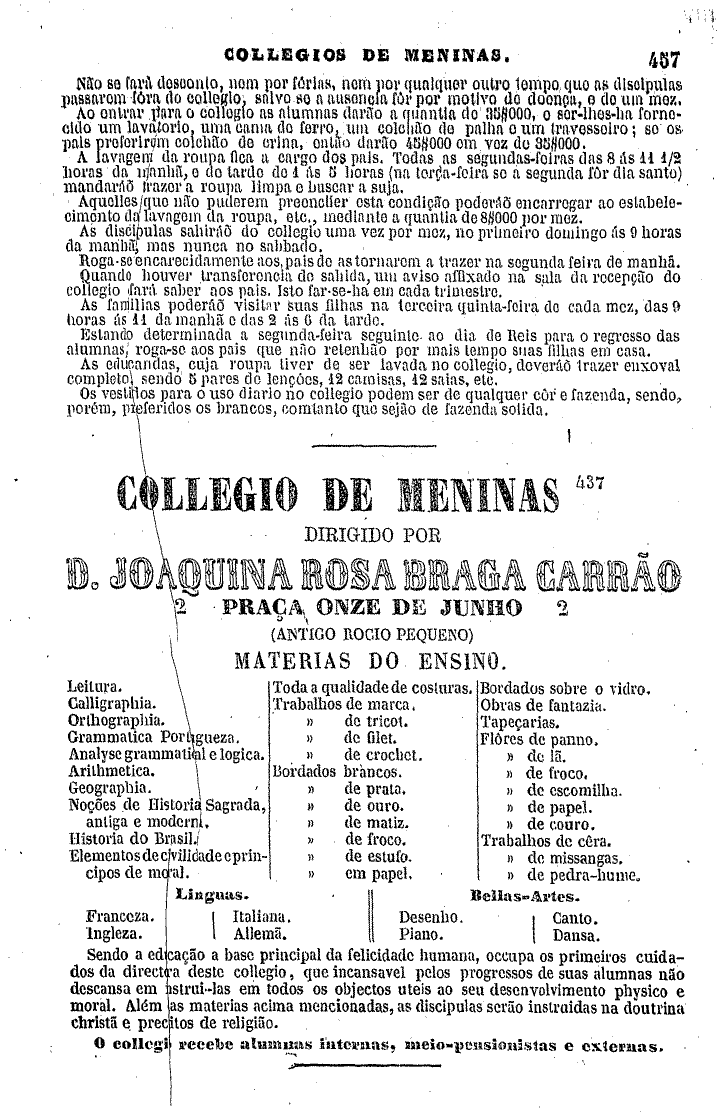 COLLEGIOS DE MENINAS. 457
Não se fará desconto, nem por férias, nem por qualquer outro tempo que as discipulas
passarem fóra do collegio, salvo se a ausencia fôr por motivo de doença, e de um mez.
Ao entrar para o collegio as alumnas darão a quantia de 35$000, e ser-lhes-ha forne-
cido um lavatorio, uma cama de ferro, um colchão de palha e um travesseiro; se os
pais preferirem colchão de crina, então darão 45$000 em vez de 35$000.
A lavagem da roupa fica a cargo dos pais. Todas as segundas-feiras das 8 ás 11 1/2
horas da manhã, e de tarde de 1 ás 5 horas (na terça-feira se a segunda fôr dia santo)
mandaráõ trazer a roupa limpa e buscar a suja.
Aquelles que não puderem preencher esta condição poderáõ encarregar ao estabele-
cimento da lavagem da roupa, etc., mediante a quantia de 8$000 por mez.
As discipulas sahiráõ do collegio uma vez por mez, no primeiro domingo ás 9 horas
da manhã, mas nunca no sabbado.
Roga-se encarecidamente aos pais de as tornarem a trazer na segunda feira de manhã.
Quando houver transferencia de sahida, um aviso affixado na sala da recepção do
collegio fará saber aos pais. Isto far-se-ha em cada trimestre.
As familias poderáõ visitar suas filhas na terceira quinta-feira de cada mez, das 9
horas ás 11 da manhã e das 2 ás 6 da tarde.
Estando determinada a segunda-feira seguinte ao dia de Reis para o regresso das
alumnas, roga-se aos pais que não retenhão por mais tempo suas filhas em casa.
As educandas, cuja roupa tiver de ser lavada no collegio, deveráõ trazer enxoval
completo, sendo 5 pares de lençóes, 12 camisas, 12 saias, etc.
Os vestidos para o uso diario no collegio podem ser de qualquer côr e fazenda, sendo,
porém, preferidos os brancos, comtanto que sejão de fazenda solida.
COLLEGIO DE MENINAS 437
DIRIGIDO POR
D. JOAQUINA ROSA BRAGA CARRÃO
2 PRAÇA ONZE DE JUNHO 2
(ANTIGO ROCIO PEQUENO)
MATERIAS DO ENSINO.
Leitura.
Calligraphia.
Orthographia.
Grammatica Portugueza.
Analyse grammatical e logica.
Arithmetica.
Geographia.
Noções de Historia Sagrada,
antiga e moderna.
Historia do Brasil.
Elementos de civilidade e prin-
cipos de moral.
Toda a qualidade de costuras.
Trabalhos de marca.
» de tricot.
» de filet.
» de crochet.
Bordados brancos.
» de prata.
» de ouro.
» de matiz.
» de froco.
» de estufo.
» em papel.
Bordados sobre o vidro.
Obras de fantazia.
Tapeçarias.
Flôres de panno.
» de lã.
» de froco.
» de escomilha.
» de papel.
» de couro.
Trabalhos de cêra.
» de missangas.
» de pedra-hume.
Linguas.
Franceza. Italiana.
Ingleza. Allemã.
Bellas-Artes.
Desenho. Canto.
Piano. Dansa.
Sendo a educação a base principal da felicidade humana, occupa os primeiros cuida-
dos da directora deste collegio, que incansavel pelos progressos de suas alumnas não
descansa em instrui-las em todos os objectos uteis ao seu desenvolvimento physico e
moral. Além as materias acima mencionadas, as discipulas serão instruidas na doutrina
christã e preceitos de religião.
O collegio recebe alumnas internas, meio-pensionistas e externas.